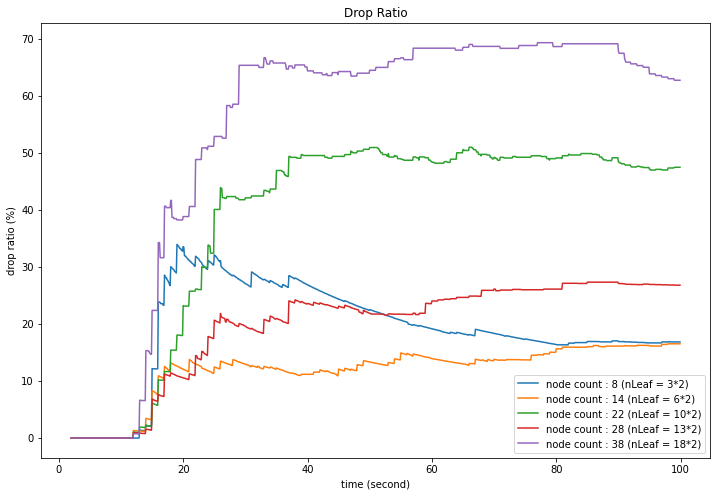 Drop Ratio
drop ratio (%)
70
60
50
40
30
20
10
0
0
20
40
60
80
100
time (second)
node count : 8 (nLeaf = 3*2)
node count : 14 (nLeaf = 6*2)
node count : 22 (nLeaf = 10*2)
node count : 28 (nLeaf = 13*2)
node count : 38 (nLeaf = 18*2)